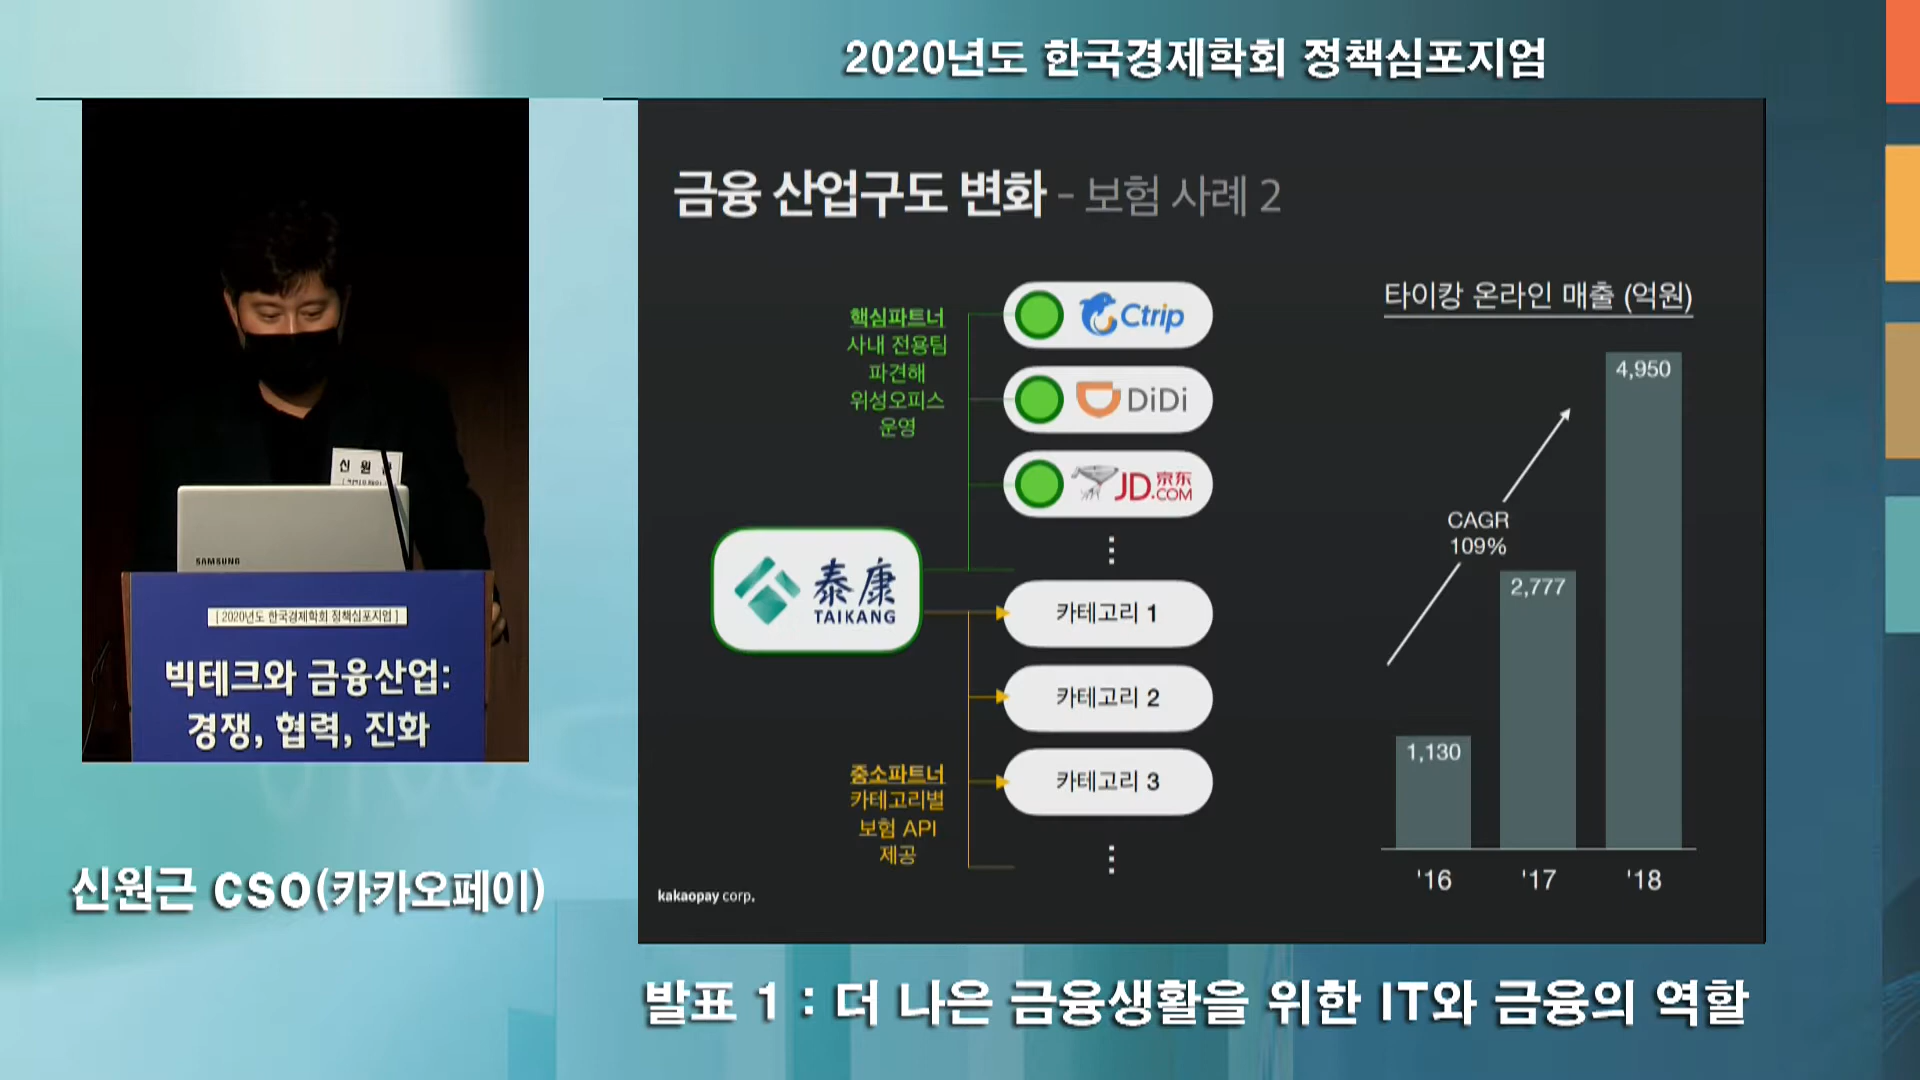 2020년도 한국경제학회 정책심포지엄
신 원
SAMSUNG
[ 2020년도 한국경제학회 정책심포지엄 ]
빅테크와 금융산업:
경쟁, 협력, 진화
신원근 CSO(카카오페이)
금융 산업구도 변화 - 보험 사례 2
핵심파트너
사내 전용팀
파견해
위성오피스
운영
Ctrip
DiDi
JD.京东
.COM
⋮
泰康
TAIKANG
카테고리 1
카테고리 2
카테고리 3
⋮
중소파트너
카테고리별
보험 API
제공
타이캉 온라인 매출 (억원)
4,950
2,777
1,130
CAGR
109%
'16 '17 '18
kakaopay corp.
발표 1 : 더 나은 금융생활을 위한 IT와 금융의 역할